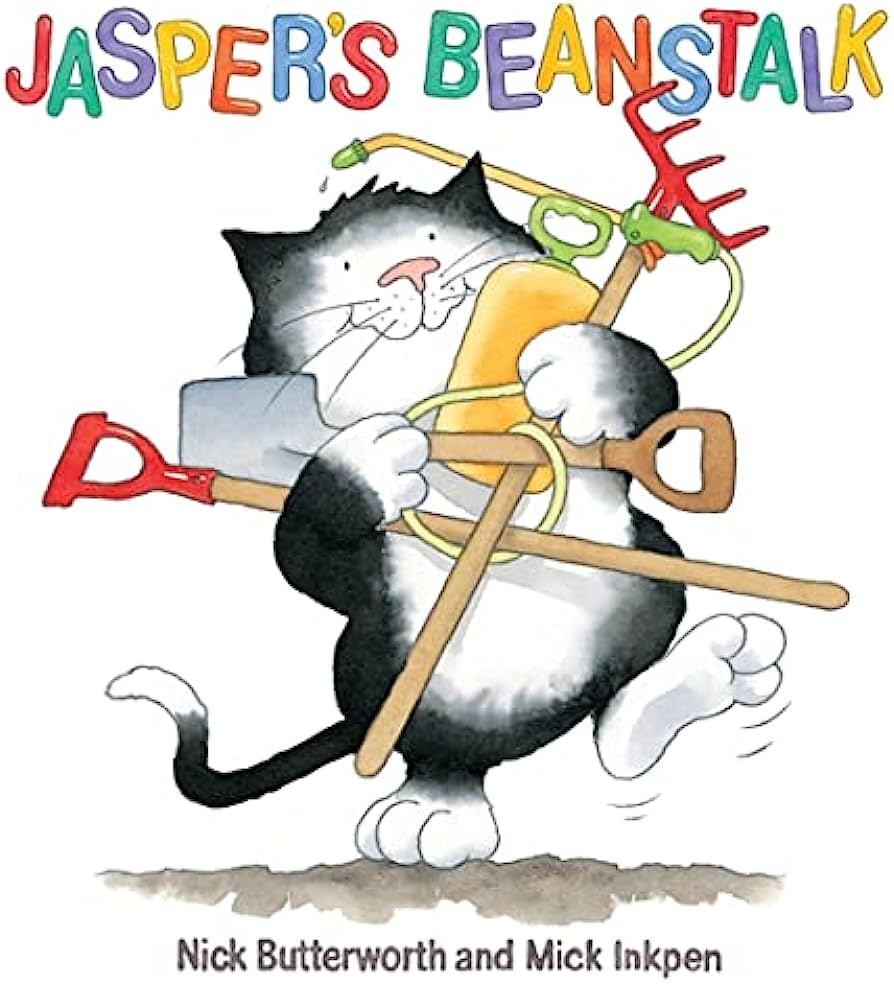 JASPER'S BEANSTALK
Nick Butterworth and Mick Inkpen